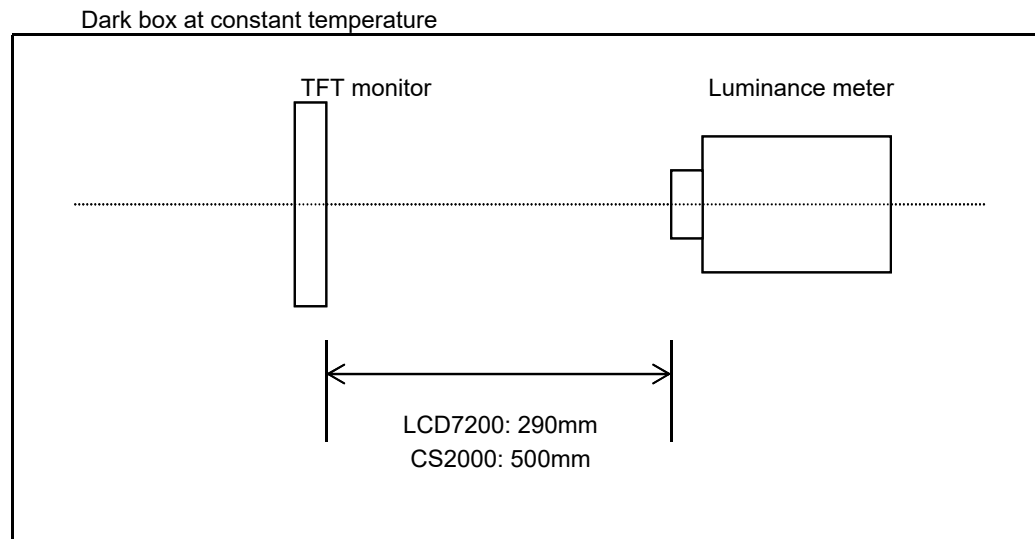 Dark box at constant temperature
TFT monitor
Luminance meter
LCD7200: 290mm
CS2000: 500mm